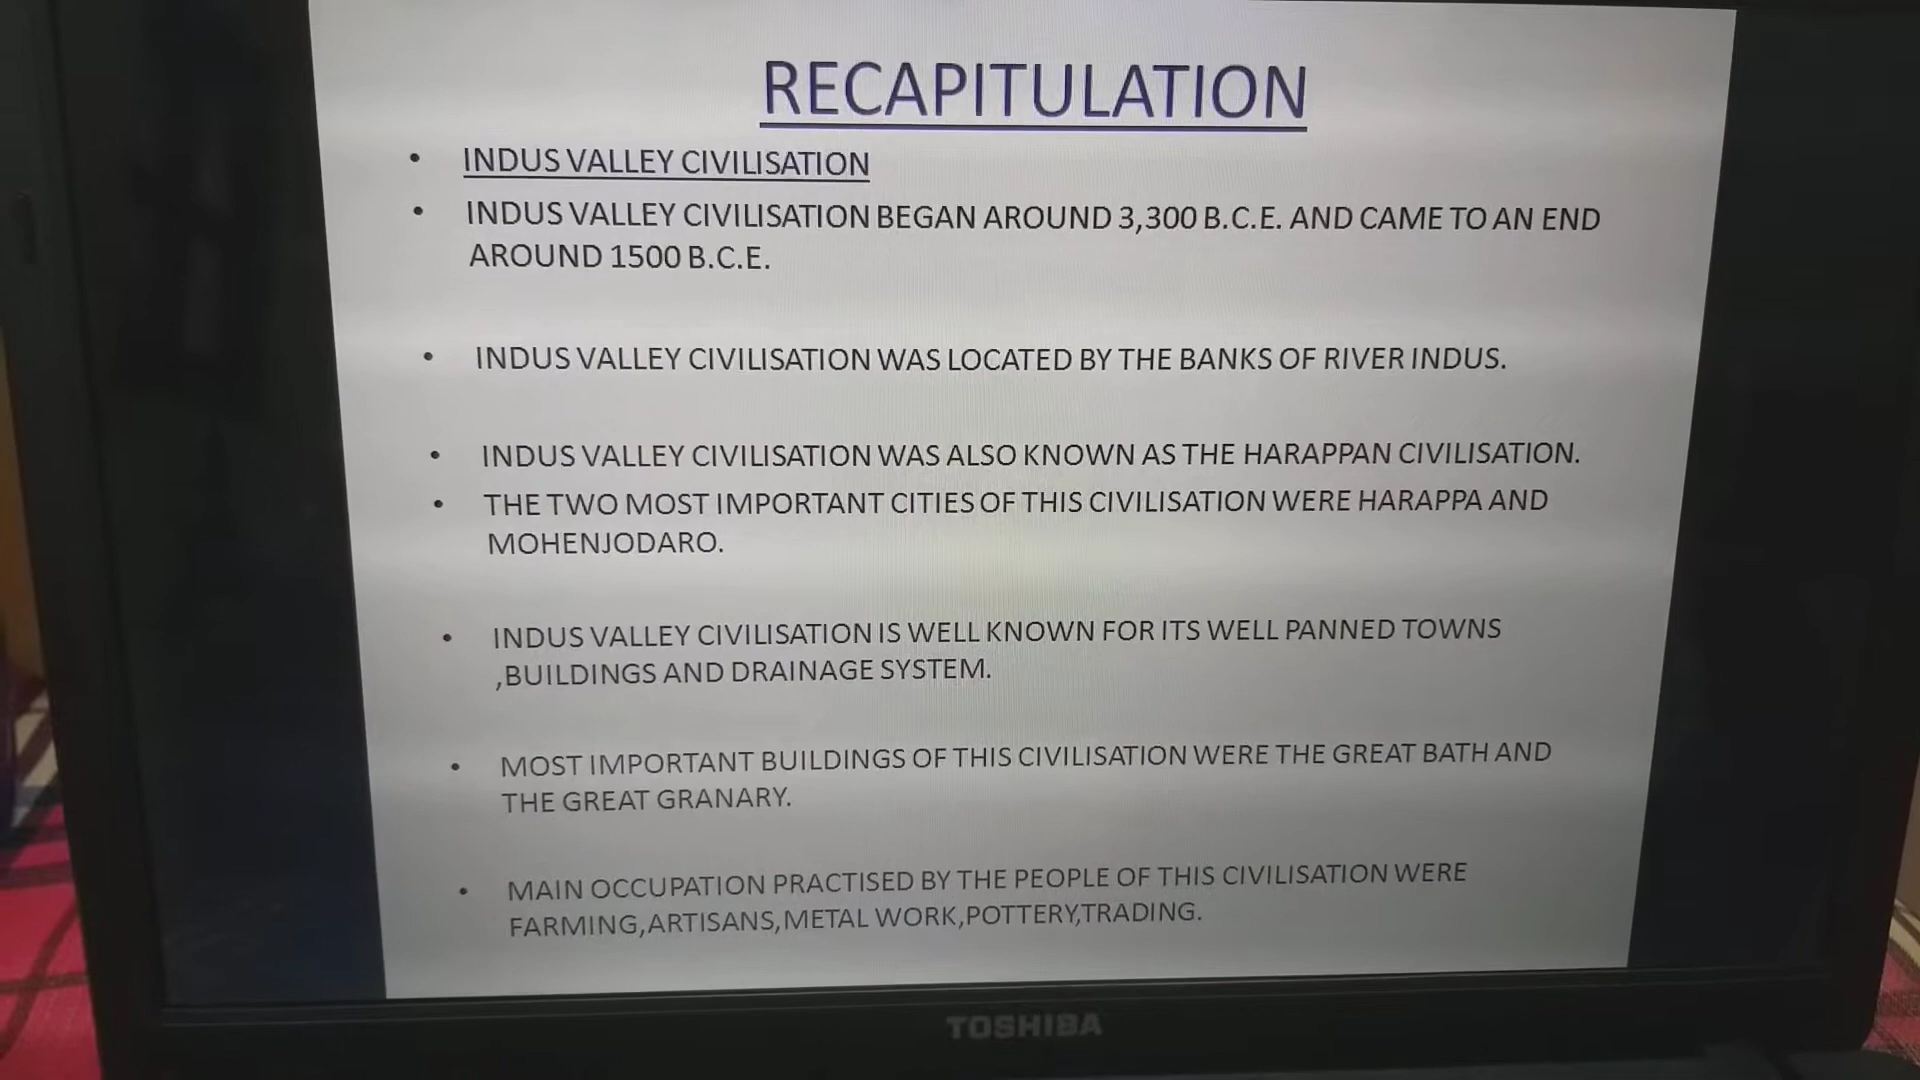 RECAPITULATION
• INDUS VALLEY CIVILISATION
• INDUS VALLEY CIVILISATION BEGAN AROUND 3,300 B.C.E. AND CAME TO AN END
AROUND 1500 B.C.E.
• INDUS VALLEY CIVILISATION WAS LOCATED BY THE BANKS OF RIVER INDUS.
• INDUS VALLEY CIVILISATION WAS ALSO KNOWN AS THE HARAPPAN CIVILISATION.
• THE TWO MOST IMPORTANT CITIES OF THIS CIVILISATION WERE HARAPPA AND
MOHENJODARO.
• INDUS VALLEY CIVILISATION IS WELL KNOWN FOR ITS WELL PANNED TOWNS
,BUILDINGS AND DRAINAGE SYSTEM.
• MOST IMPORTANT BUILDINGS OF THIS CIVILISATION WERE THE GREAT BATH AND
THE GREAT GRANARY.
• MAIN OCCUPATION PRACTISED BY THE PEOPLE OF THIS CIVILISATION WERE
FARMING,ARTISANS,METAL WORK,POTTERY,TRADING.
TOSHIBA